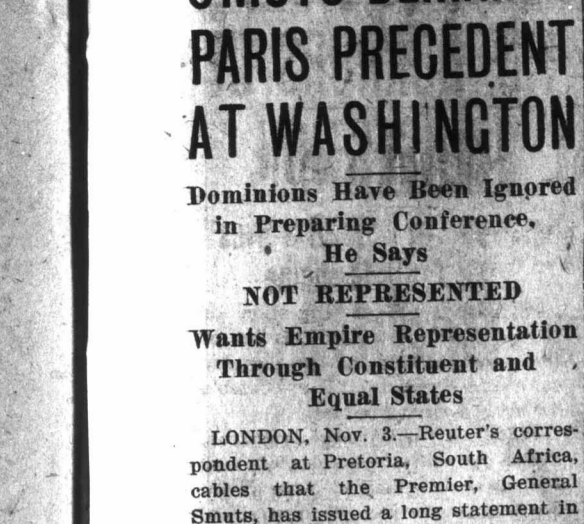 PARIS PRECEDENT
AT WASHINGTON
Dominions Have Been Ignored
in Preparing Conference,
He Says
NOT REPRESENTED
Wants Empire Representation
Through Constituent and
Equal States
LONDON, Nov. 3.—Reuter's corres-
pondent at Pretoria, South Africa,
cables that the Premier, General
Smuts, has issued a long statement in